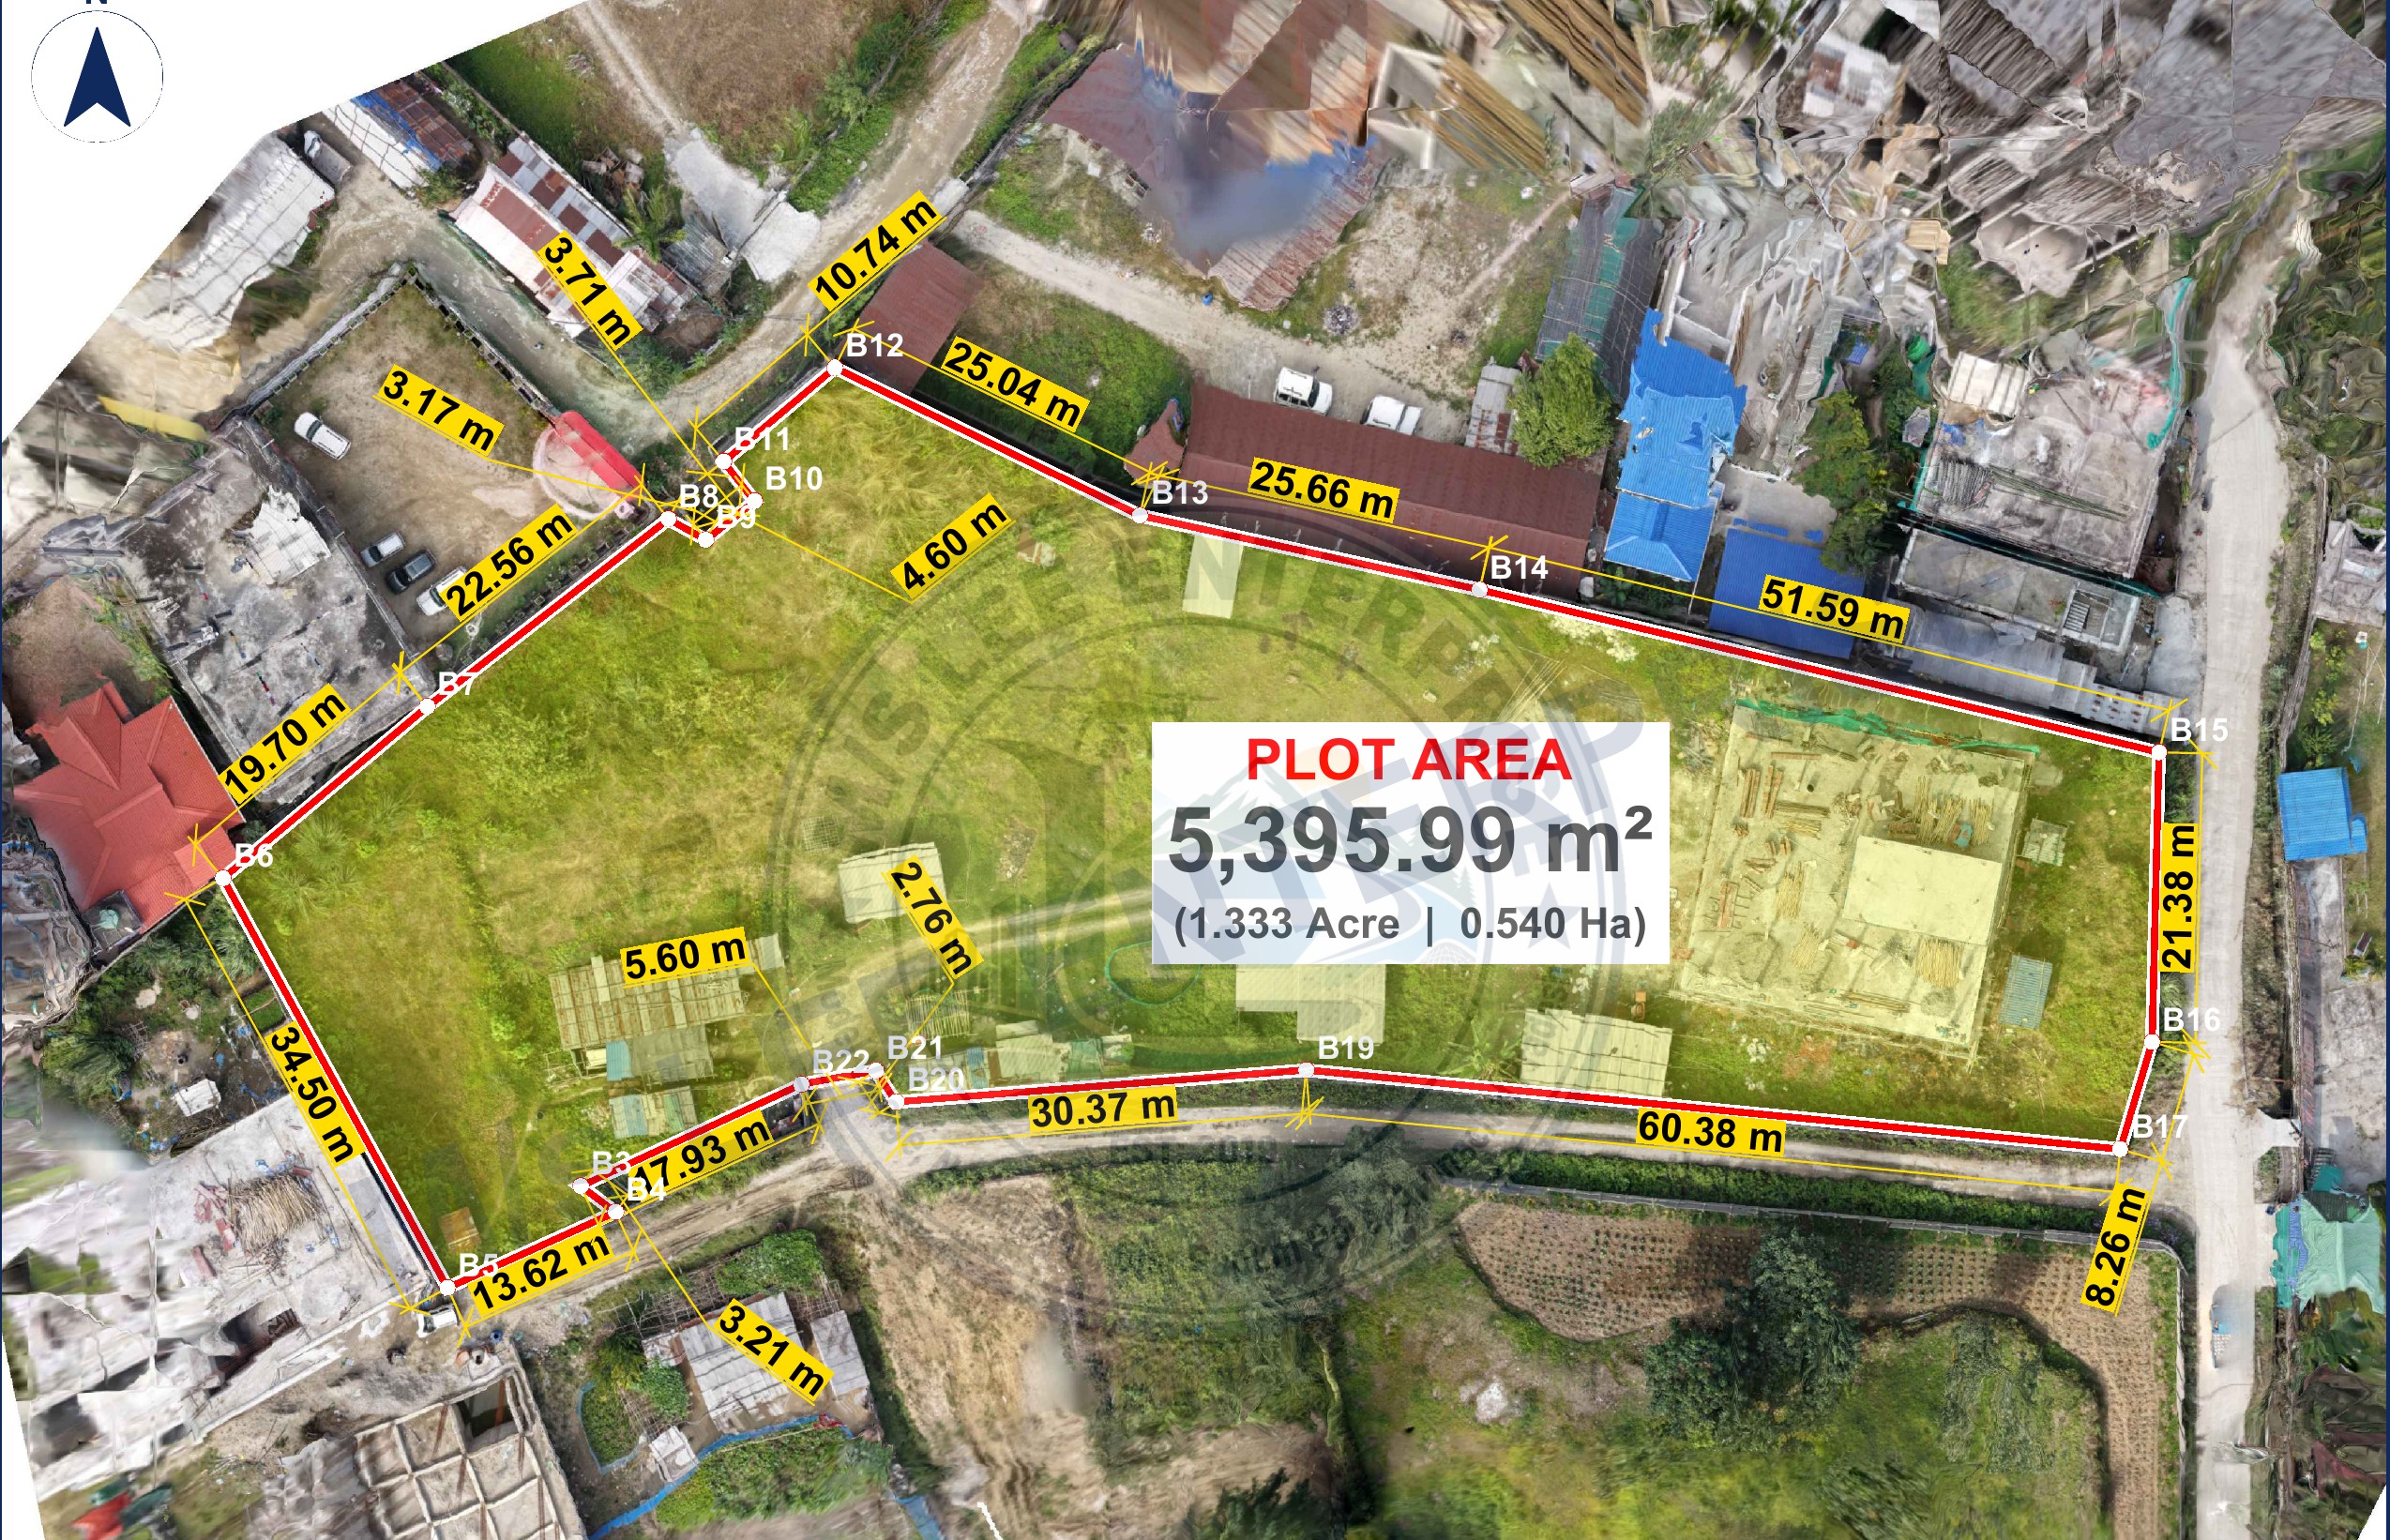 N
10.74 m
3.71 m
B12
25.04 m
3.17 m
B11
B10
B8
B9
B13
25.66 m
22.56 m
4.60 m
B14
51.59 m
B7
19.70 m
B15
PLOT AREA
5,395.99 m²
(1.333 Acre | 0.540 Ha)
B6
21.38 m
2.76 m
5.60 m
34.50 m
B16
B22
B21
B20
B19
30.37 m
60.38 m
B17
17.93 m
B3
B4
B5
13.62 m
8.26 m
3.21 m
ENTERPRISE